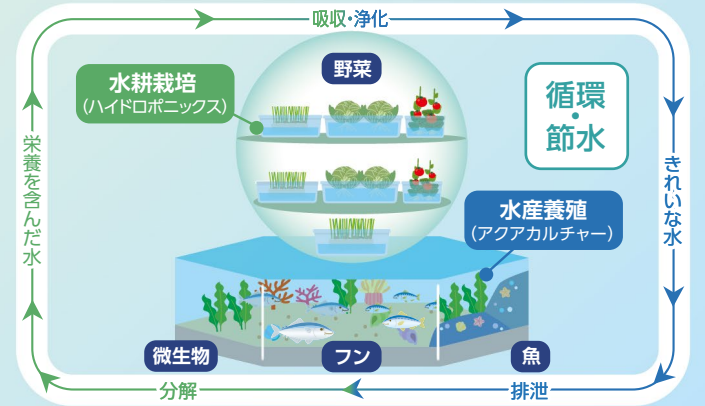 吸収・浄化
野菜
水耕栽培
(ハイドロポニックス)
循環
・
節水
栄養を含んだ水
きれいな水
水産養殖
(アクアカルチャー)
微生物
フン
魚
分解
排泄